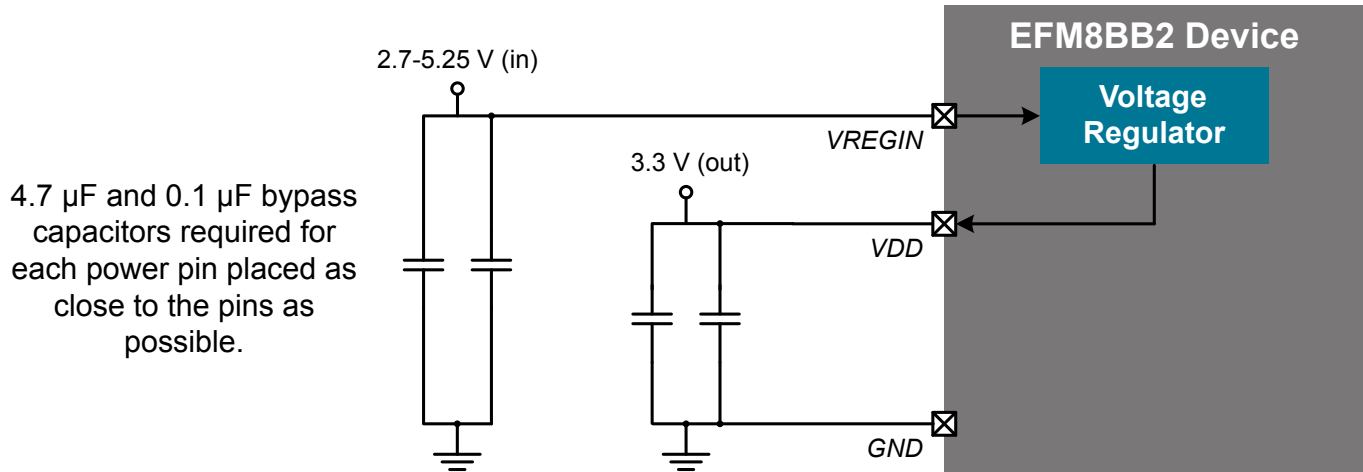 EFM8BB2 Device
2.7-5.25 V (in)
Voltage
Regulator
VREGIN
3.3 V (out)
4.7 µF and 0.1 µF bypass
capacitors required for
each power pin placed as
close to the pins as
possible.
VDD
GND